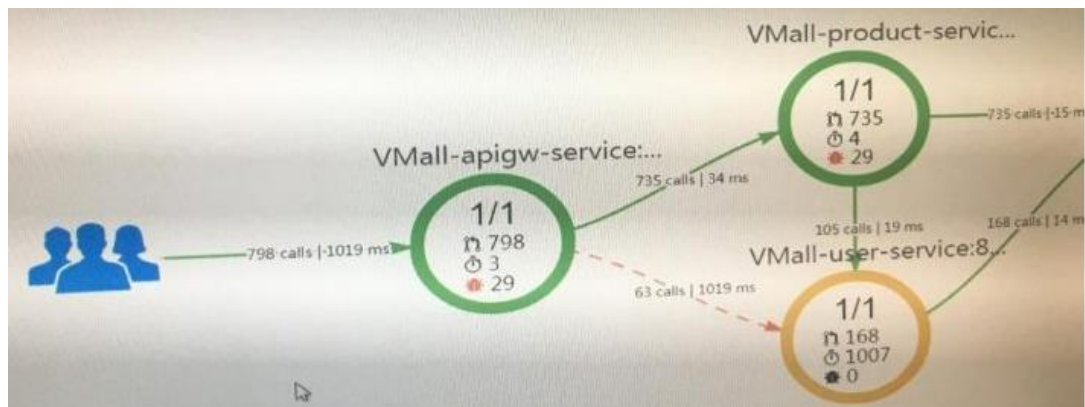 VMall-product-servic...
1/1
735
4
29
735 calls |-15 m
VMall-apigw-service:...
1/1
798
3
29
798 calls |-1019 ms
735 calls | 34 ms
105 calls | 19 ms
168 calls | 14 m
VMall-user-service:8...
63 calls | 1019 ms
1/1
168
1007
0